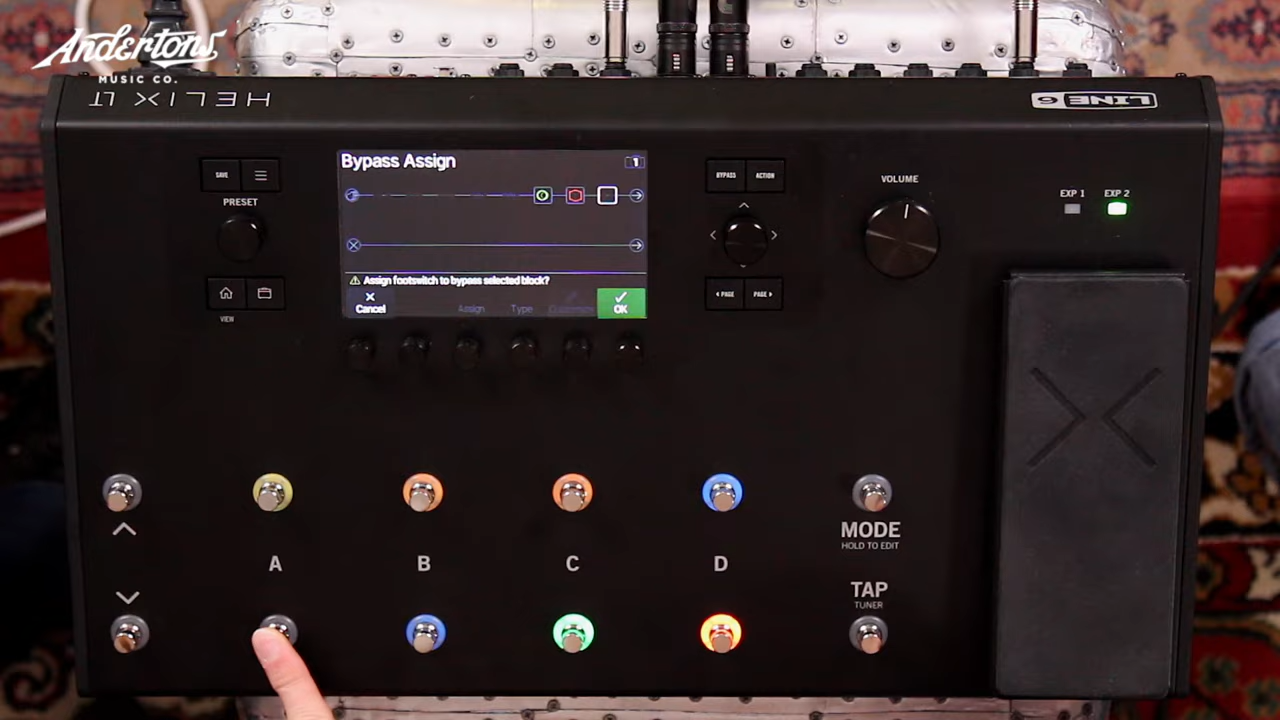 Andertons
MUSIC CO.
HELIX LT
LINE 6
SAVE
PRESET
VIEW
Bypass Assign
1
Assign footswitch to bypass selected block?
Cancel
Assign
Type
OK
BYPASS
ACTION
PAGE
PAGE
VOLUME
EXP 1
EXP 2
A
B
C
D
MODE
HOLD TO EDIT
TAP
TUNER